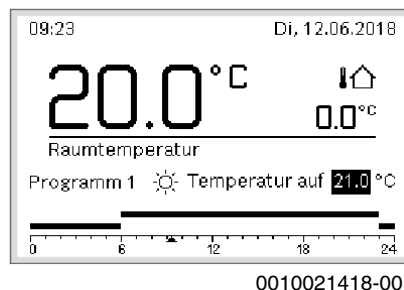 09:23 Di, 12.06.2018
20.0°C
0.0°C
Raumtemperatur
Programm 1 Temperatur auf 21.0 °C
0 6 12 18 24
0010021418-001